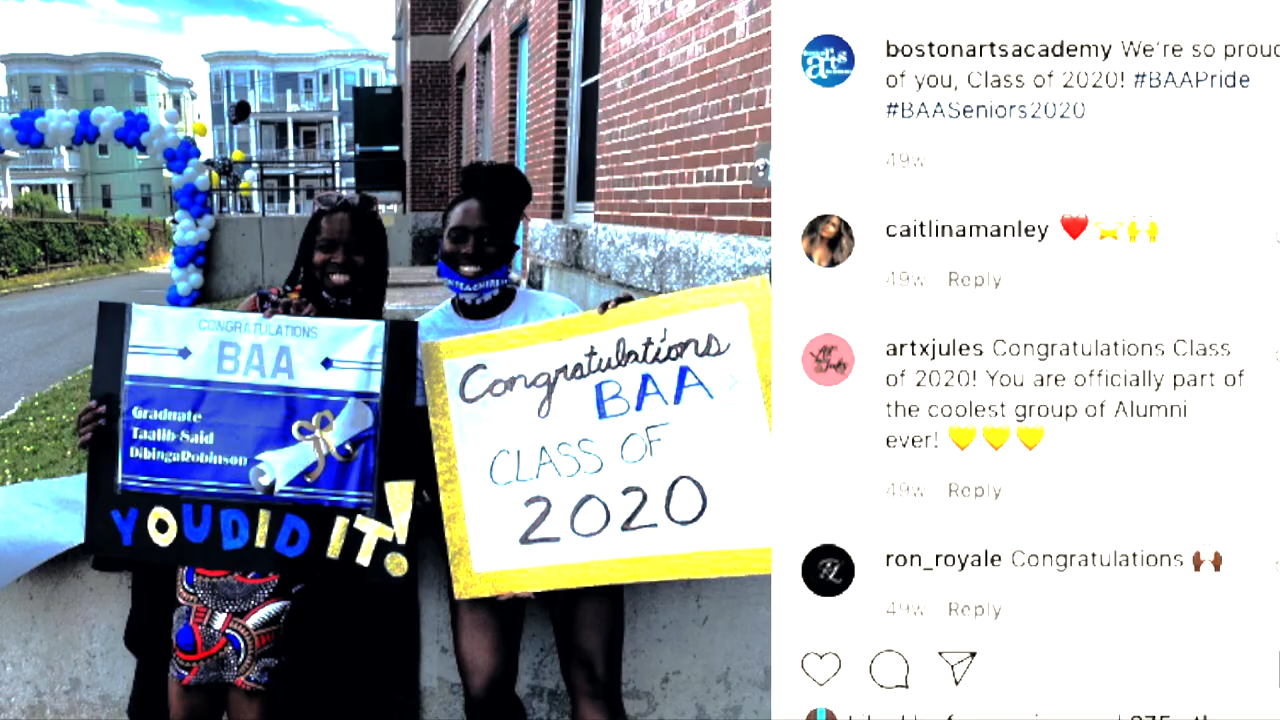 CONGRATULATIONS
BAA
Graduate
Taalib-Said
DibingaRobinson
YOU DID IT!
Congratulations
BAA
CLASS OF
2020
bostonartsacademy We're so proud
of you, Class of 2020! #BAAPride
#BAASeniors2020
49w
caitlinamanley ❤️⭐🙌
49w Reply
artxjules Congratulations Class
of 2020! You are officially part of
the coolest group of Alumni
ever! 💛💛💛
49w Reply
ron_royale Congratulations 🙌🏾
49w Reply